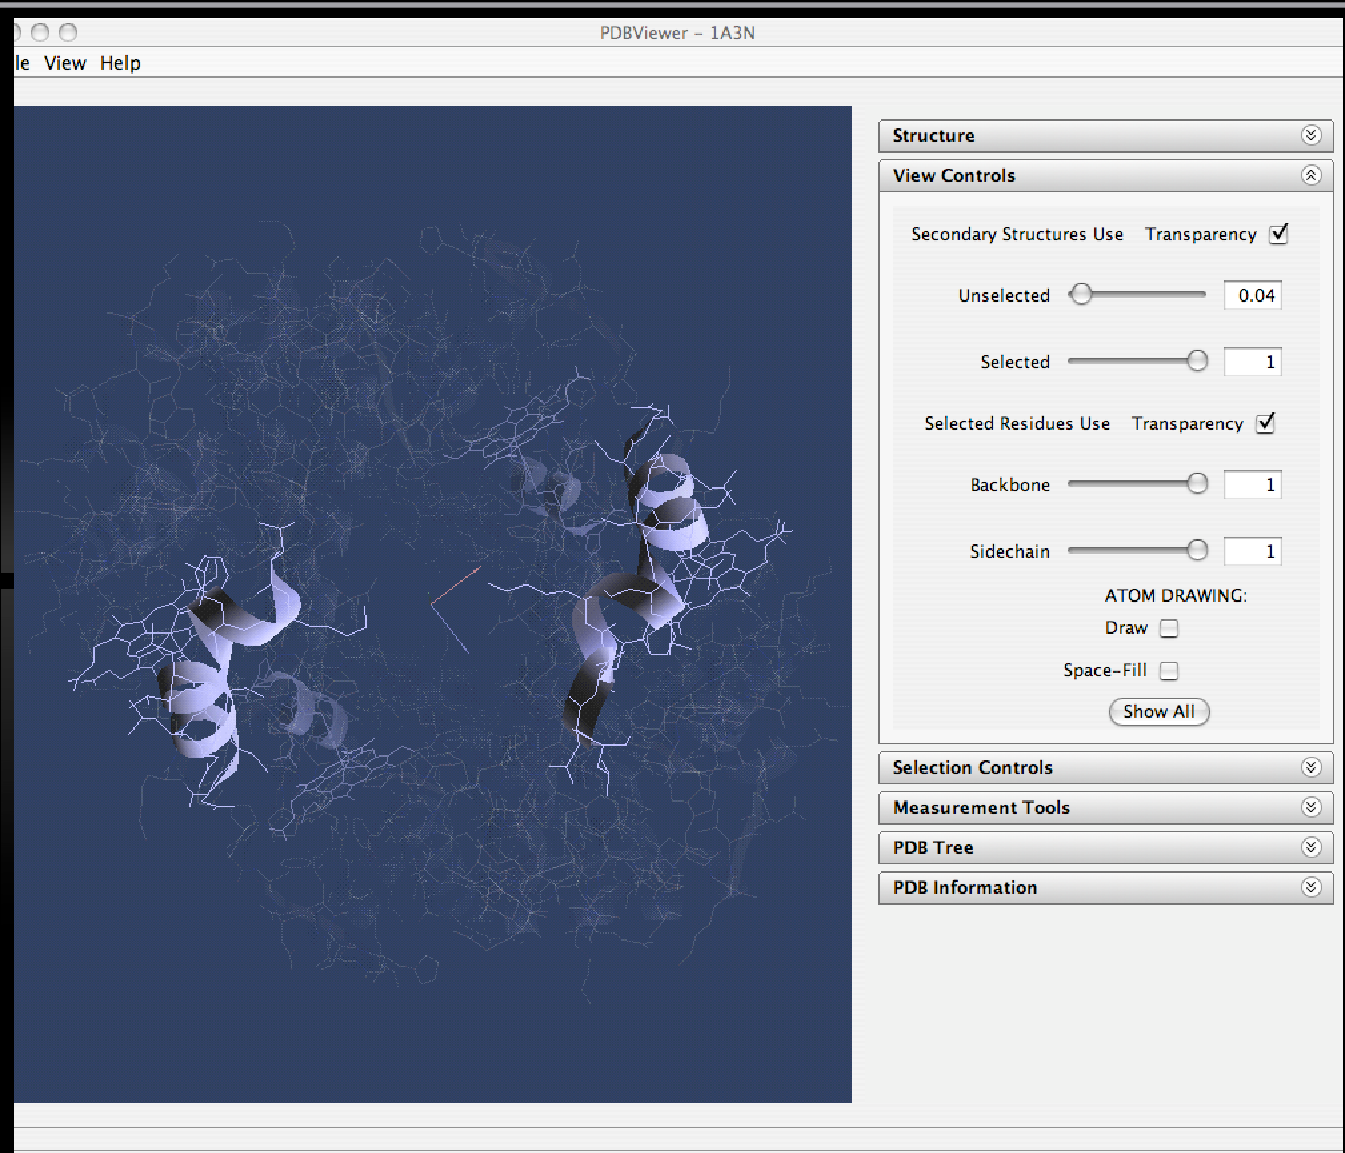 PDBViewer – 1A3N
le View Help
Structure
View Controls
Secondary Structures Use Transparency
Unselected 0.04
Selected 1
Selected Residues Use Transparency
Backbone 1
Sidechain 1
ATOM DRAWING:
Draw
Space-Fill
Show All
Selection Controls
Measurement Tools
PDB Tree
PDB Information